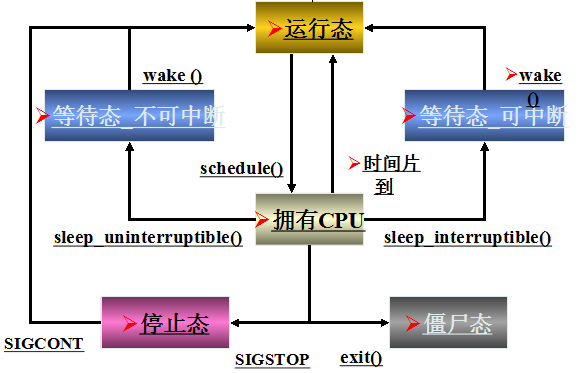 运行态
wake ()
wake
()
等待态_不可中断
等待态_可中断
schedule()
时间片
到
拥有CPU
sleep_uninterruptible()
sleep_interruptible()
停止态
僵尸态
SIGCONT
SIGSTOP
exit()